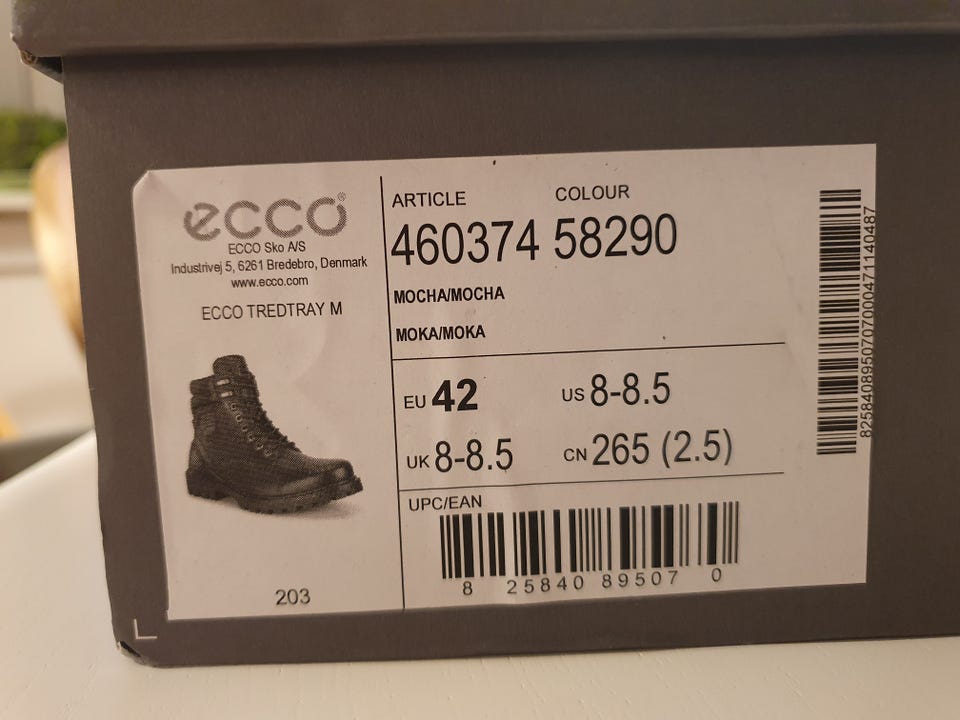 ecco®
ECCO Sko A/S
Industrivej 5, 6261 Bredebro, Denmark
www.ecco.com
ECCO TREDTRAY M
203
ARTICLE COLOUR
460374 58290
MOCHA/MOCHA
MOKA/MOKA
EU 42 US 8-8.5
UK 8-8.5 CN 265 (2.5)
UPC/EAN
8 25840 89507 0
8258408950707000471140487